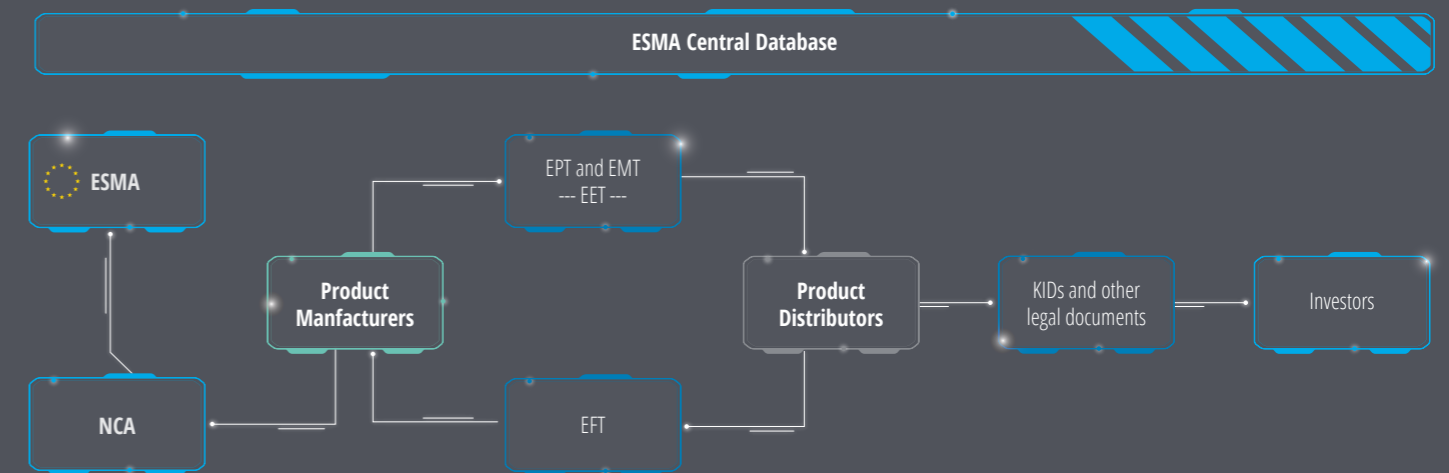 ESMA Central Database
ESMA
EPT and EMT
--- EET ---
Product
Manfacturers
Product
Distributors
KIDs and other
legal documents
Investors
NCA
EFT